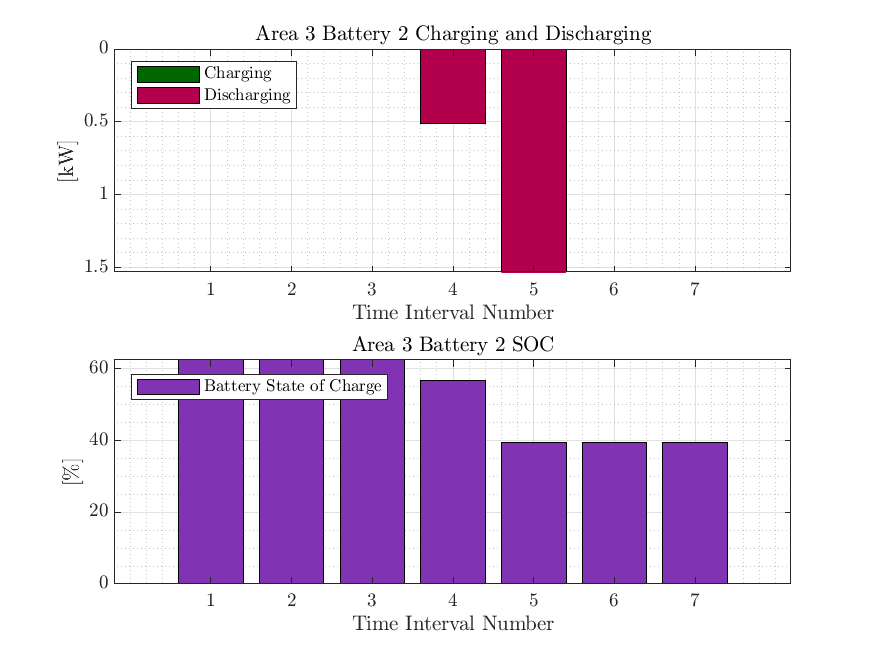 Area 3 Battery 2 Charging and Discharging
0
0.5
1
1.5
[kW]
Charging
Discharging
1 2 3 4 5 6 7
Time Interval Number
Area 3 Battery 2 SOC
60
40
20
0
[%]
Battery State of Charge
1 2 3 4 5 6 7
Time Interval Number